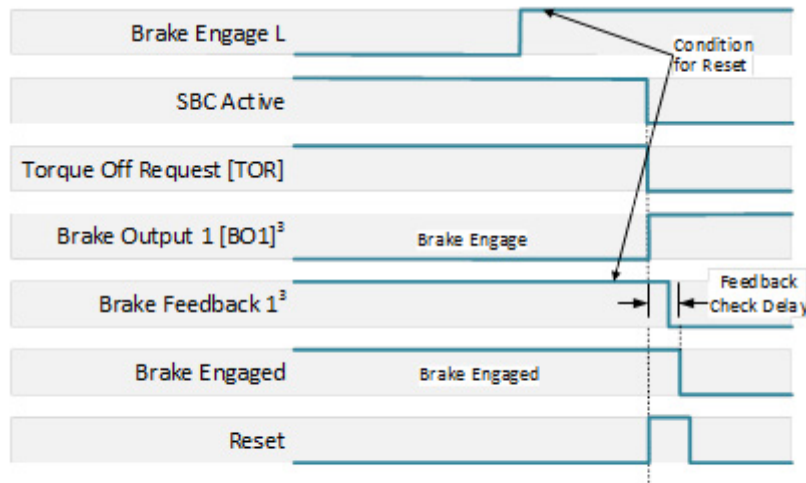 Brake Engage L
Condition
for Reset
SBC Active
Torque Off Request [TOR]
Brake Output 1 [BO1]³
Brake Engage
Brake Feedback 1³
Feedback
Check Delay
Brake Engaged
Brake Engaged
Reset